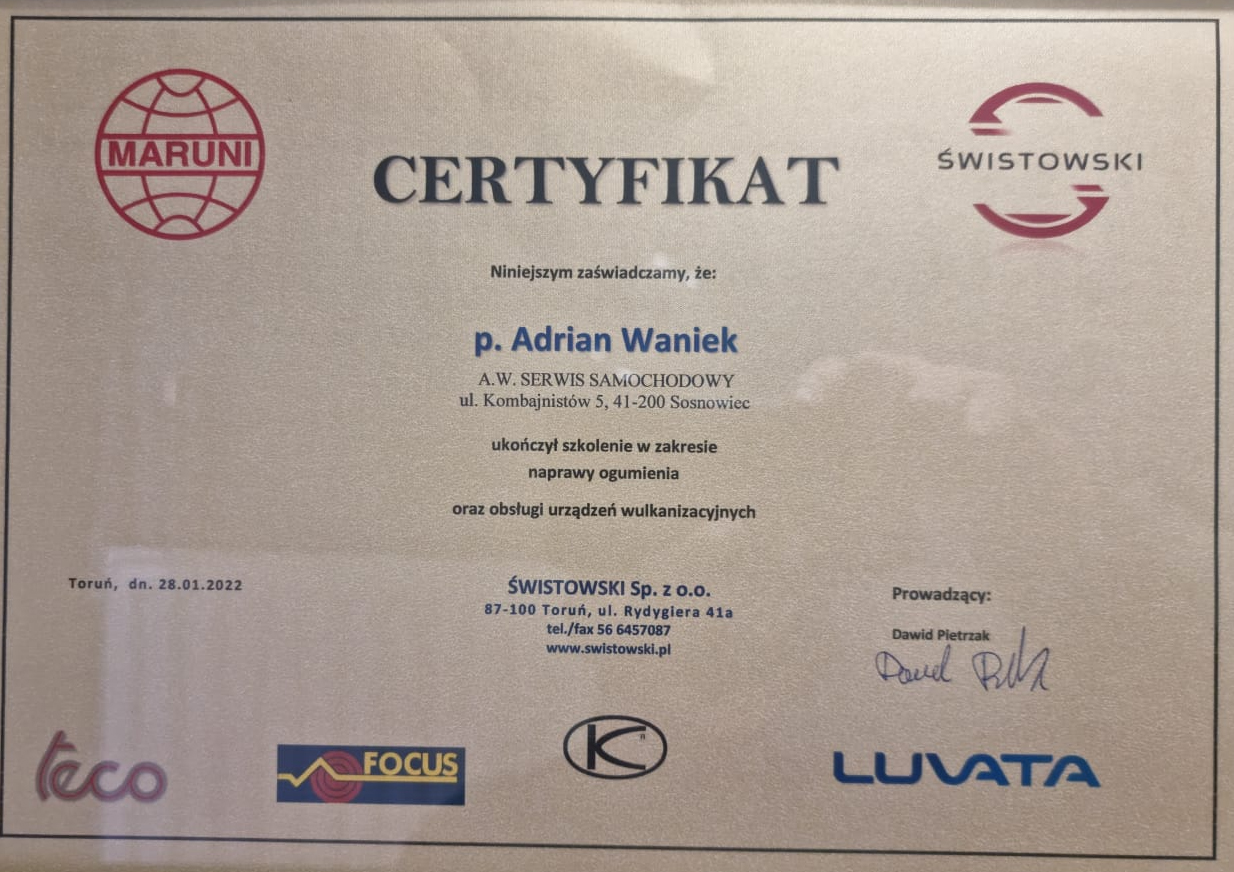 MARUNI
ŚWISTOWSKI
CERTYFIKAT
Niniejszym zaświadczamy, że:
p. Adrian Waniek
A.W. SERWIS SAMOCHODOWY
ul. Kombajnistów 5, 41-200 Sosnowiec
ukończył szkolenie w zakresie
naprawy ogumienia
oraz obsługi urządzeń wulkanizacyjnych
Toruń, dn. 28.01.2022
ŚWISTOWSKI Sp. z o.o.
87-100 Toruń, ul. Rydygiera 41a
tel./fax 56 6457087
www.swistowski.pl
Prowadzący:
Dawid Pietrzak
teco
FOCUS
K
LUVATA